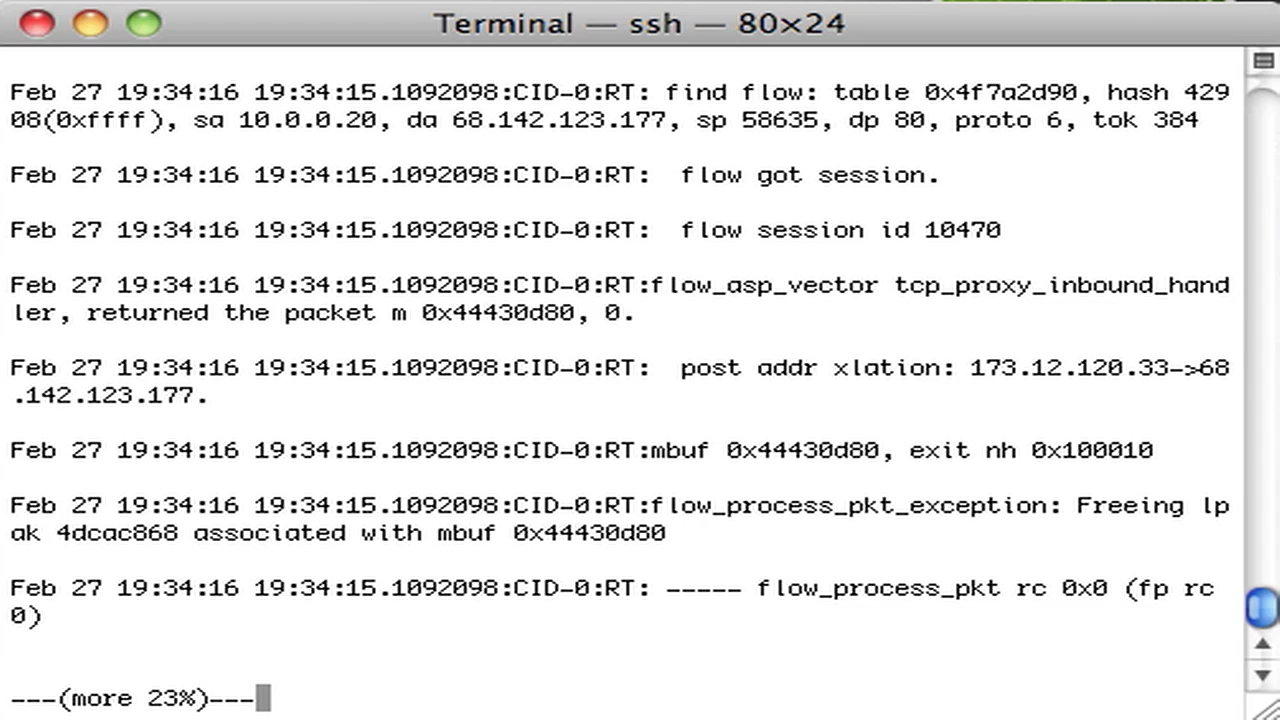 Terminal — ssh — 80×24
Feb 27 19:34:16 19:34:15.1092098:CID-0:RT: find flow: table 0x4f7a2d90, hash 429
08(0xffff), sa 10.0.0.20, da 68.142.123.177, sp 58635, dp 80, proto 6, tok 384
Feb 27 19:34:16 19:34:15.1092098:CID-0:RT:  flow got session.
Feb 27 19:34:16 19:34:15.1092098:CID-0:RT:  flow session id 10470
Feb 27 19:34:16 19:34:15.1092098:CID-0:RT:flow_asp_vector tcp_proxy_inbound_hand
ler, returned the packet m 0x44430d80, 0.
Feb 27 19:34:16 19:34:15.1092098:CID-0:RT:  post addr xlation: 173.12.120.33->68
.142.123.177.
Feb 27 19:34:16 19:34:15.1092098:CID-0:RT:mbuf 0x44430d80, exit nh 0x100010
Feb 27 19:34:16 19:34:15.1092098:CID-0:RT:flow_process_pkt_exception: Freeing lp
ak 4dcac868 associated with mbuf 0x44430d80
Feb 27 19:34:16 19:34:15.1092098:CID-0:RT: ----- flow_process_pkt rc 0x0 (fp rc
0)
---(more 23%)---